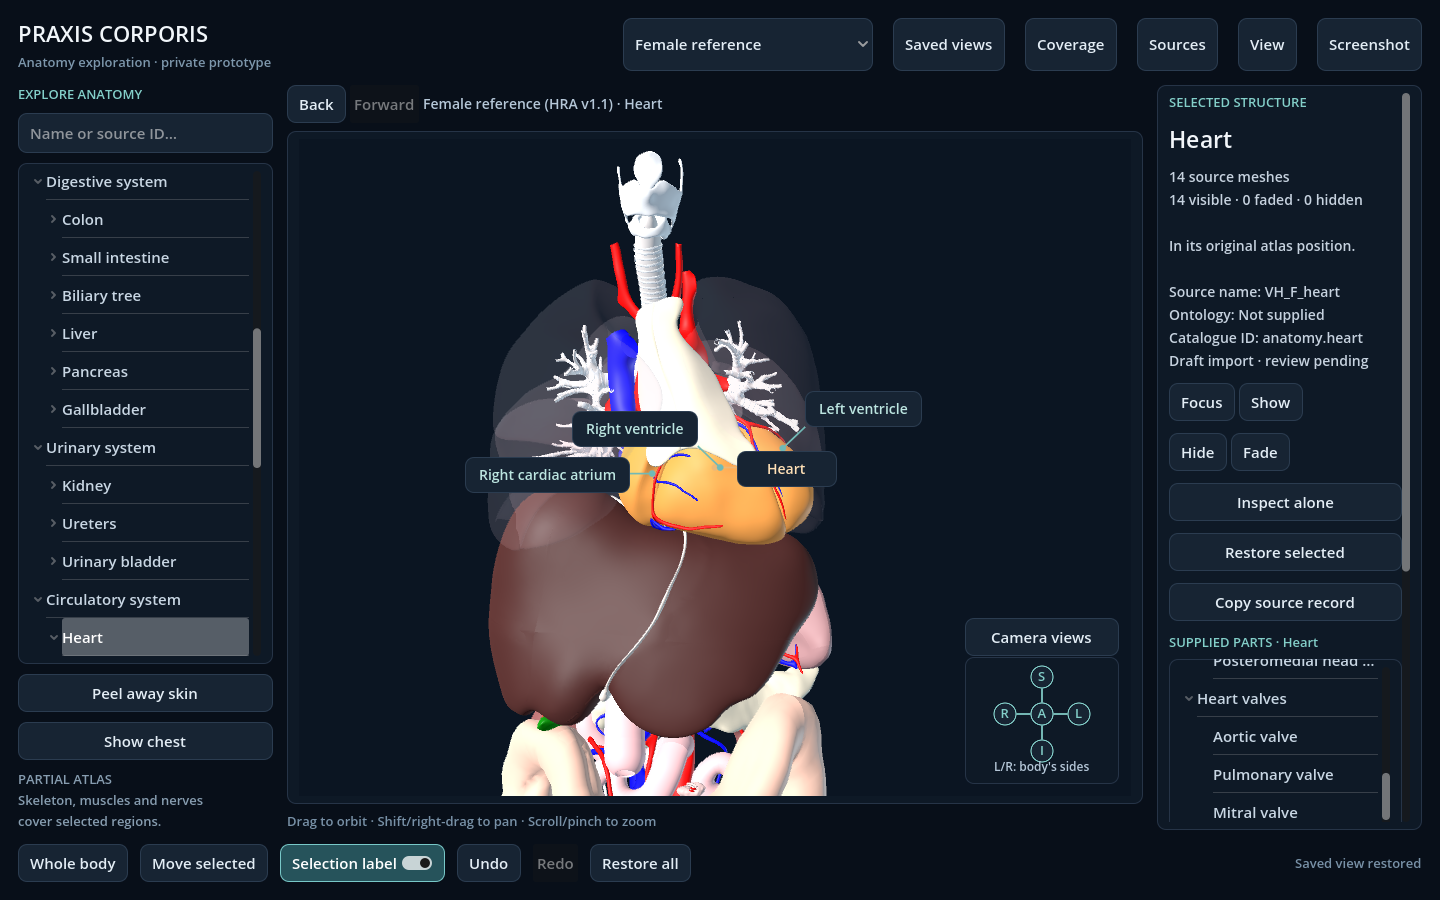 PRAXIS CORPORIS
Anatomy exploration · private prototype
Female reference
Saved views
Coverage
Sources
View
Screenshot
EXPLORE ANATOMY
Name or source ID...
Digestive system
Colon
Small intestine
Biliary tree
Liver
Pancreas
Gallbladder
Urinary system
Kidney
Ureters
Urinary bladder
Circulatory system
Heart
Peel away skin
Show chest
PARTIAL ATLAS
Skeleton, muscles and nerves
cover selected regions.
Back
Forward
Female reference (HRA v1.1) · Heart
Left ventricle
Right ventricle
Heart
Right cardiac atrium
Camera views
S
R
A
L
I
L/R: body's sides
Drag to orbit · Shift/right-drag to pan · Scroll/pinch to zoom
SELECTED STRUCTURE
Heart
14 source meshes
14 visible · 0 faded · 0 hidden
In its original atlas position.
Source name: VH_F_heart
Ontology: Not supplied
Catalogue ID: anatomy.heart
Draft import · review pending
Focus
Show
Hide
Fade
Inspect alone
Restore selected
Copy source record
SUPPLIED PARTS · Heart
Posteromedial head ...
Heart valves
Aortic valve
Pulmonary valve
Mitral valve
Whole body
Move selected
Selection label
Undo
Redo
Restore all
Saved view restored